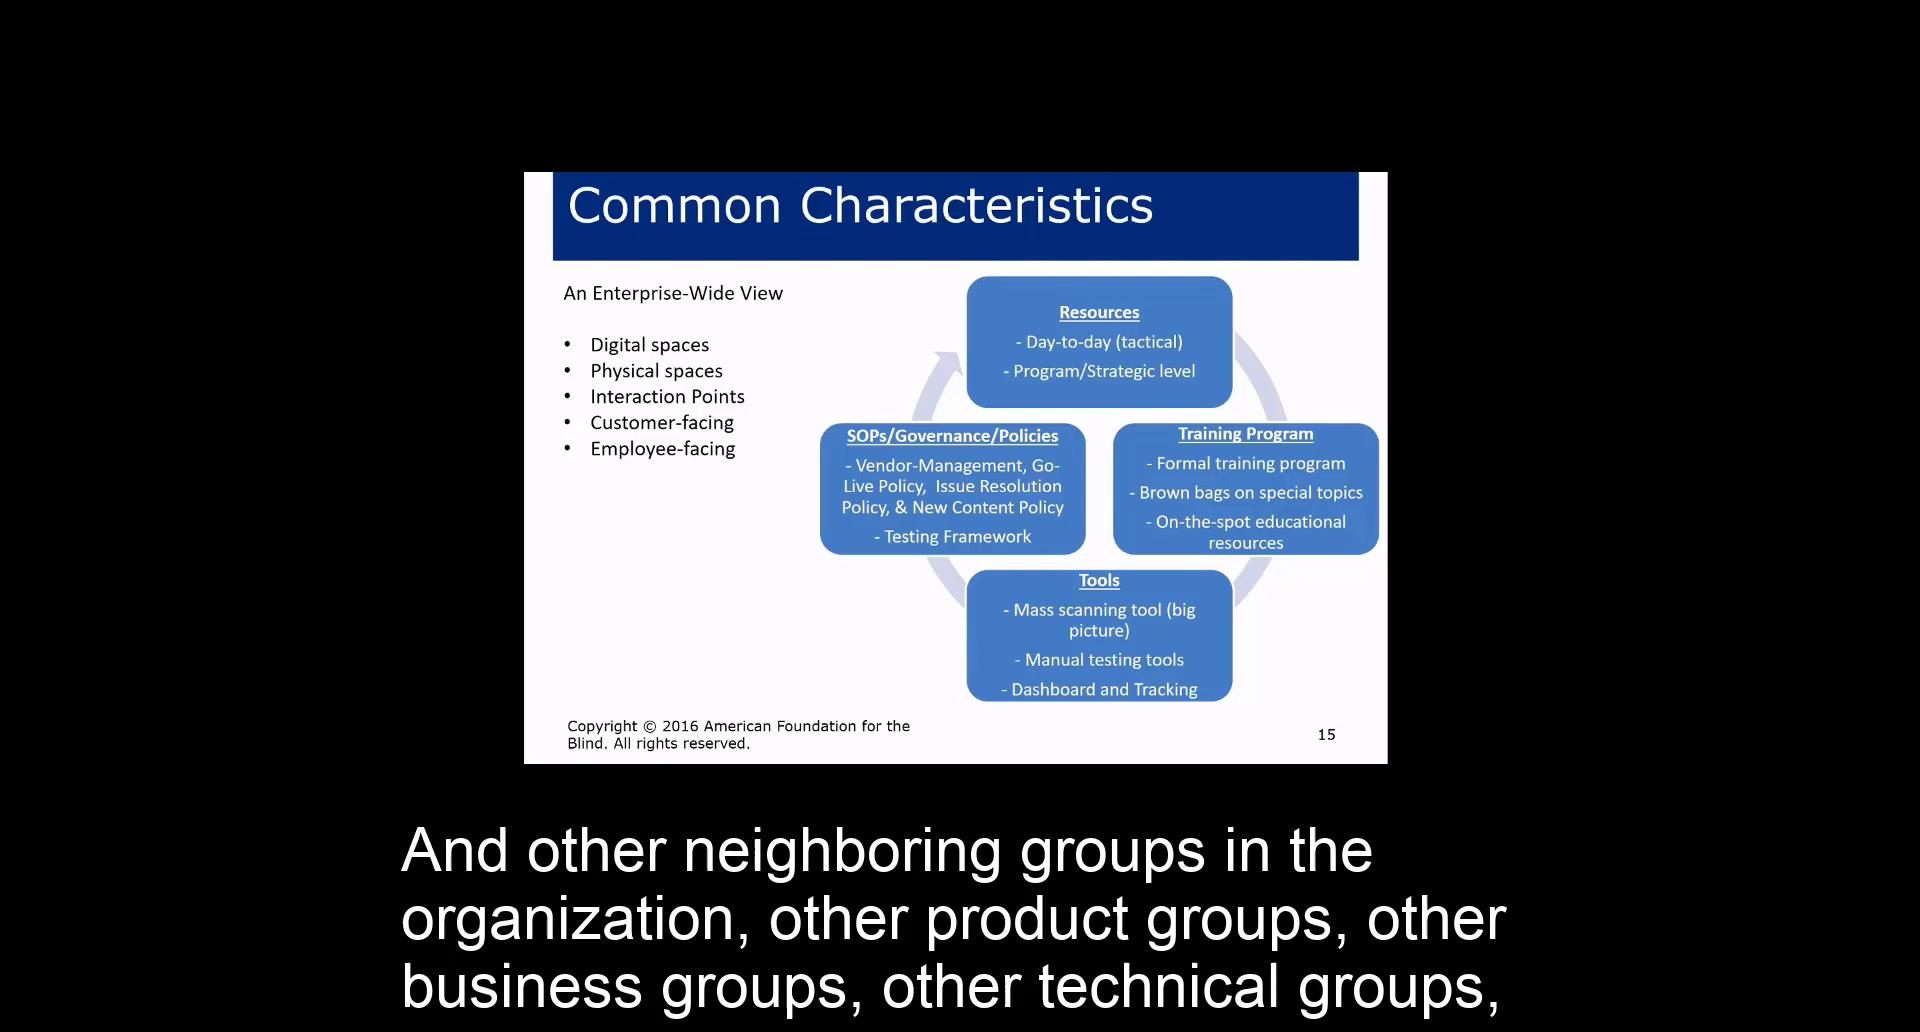 Common Characteristics
An Enterprise-Wide View
• Digital spaces
• Physical spaces
• Interaction Points
• Customer-facing
• Employee-facing
Resources
- Day-to-day (tactical)
- Program/Strategic level
SOPs/Governance/Policies
- Vendor-Management, Go-
Live Policy,  Issue Resolution
Policy, & New Content Policy
- Testing Framework
Training Program
- Formal training program
- Brown bags on special topics
- On-the-spot educational
resources
Tools
- Mass scanning tool (big
picture)
- Manual testing tools
- Dashboard and Tracking
Copyright © 2016 American Foundation for the
Blind. All rights reserved.
15
And other neighboring groups in the
organization, other product groups, other
business groups, other technical groups,